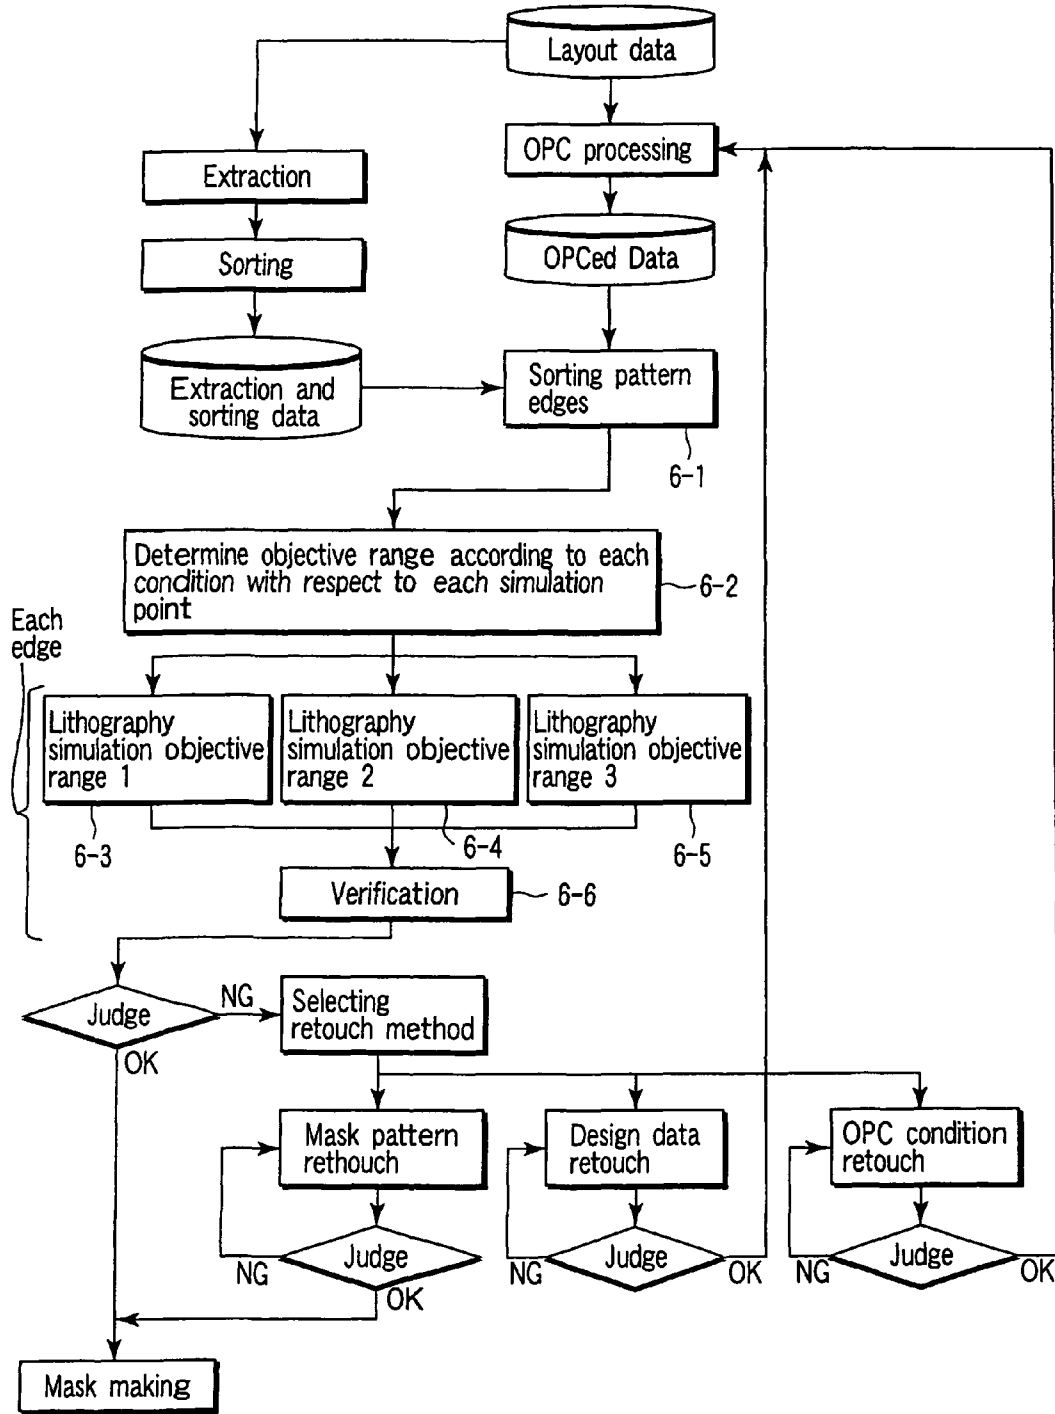 Layout data
OPC processing
Extraction
Sorting
OPCed Data
Extraction and
sorting data
Sorting pattern
edges
6-1
Determine objective range according to each
condition with respect to each simulation
point
6-2
Each
edge
Lithography
simulation objective
range 1
Lithography
simulation objective
range 2
Lithography
simulation objective
range 3
6-3
6-4
6-5
Verification
6-6
Judge
NG
OK
Selecting
retouch method
Mask pattern
rethouch
Design data
retouch
OPC condition
retouch
Judge
NG
OK
Judge
NG
OK
Judge
NG
OK
Mask making